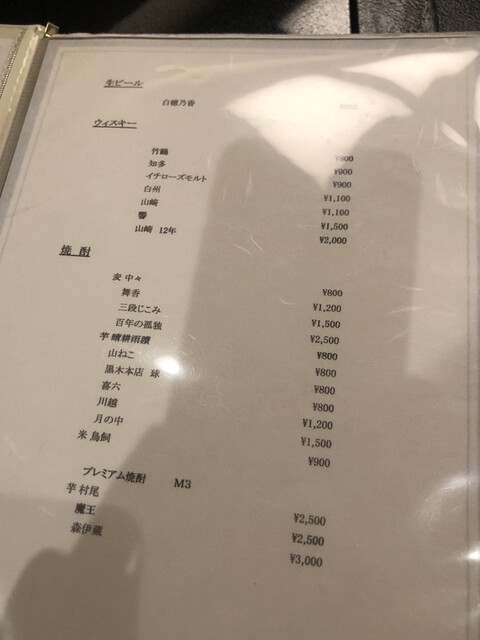 生ビール
白穂乃香
ウィスキー
竹鶴 ¥800
知多 ¥900
イチローズモルト ¥900
白州 ¥1,100
山崎 ¥1,100
響 ¥1,500
山崎 12年 ¥2,000
焼 酎
麦 中々 ¥800
舞香 ¥1,200
三段じこみ ¥1,500
百年の孤独 ¥2,500
芋 晴耕雨讀 ¥800
山ねこ ¥800
黒木本店 球 ¥800
喜六 ¥800
川越 ¥1,200
月の中 ¥1,500
米 鳥飼 ¥900
プレミアム焼酎 M3
芋 村尾 ¥2,500
魔王 ¥2,500
森伊蔵 ¥3,000